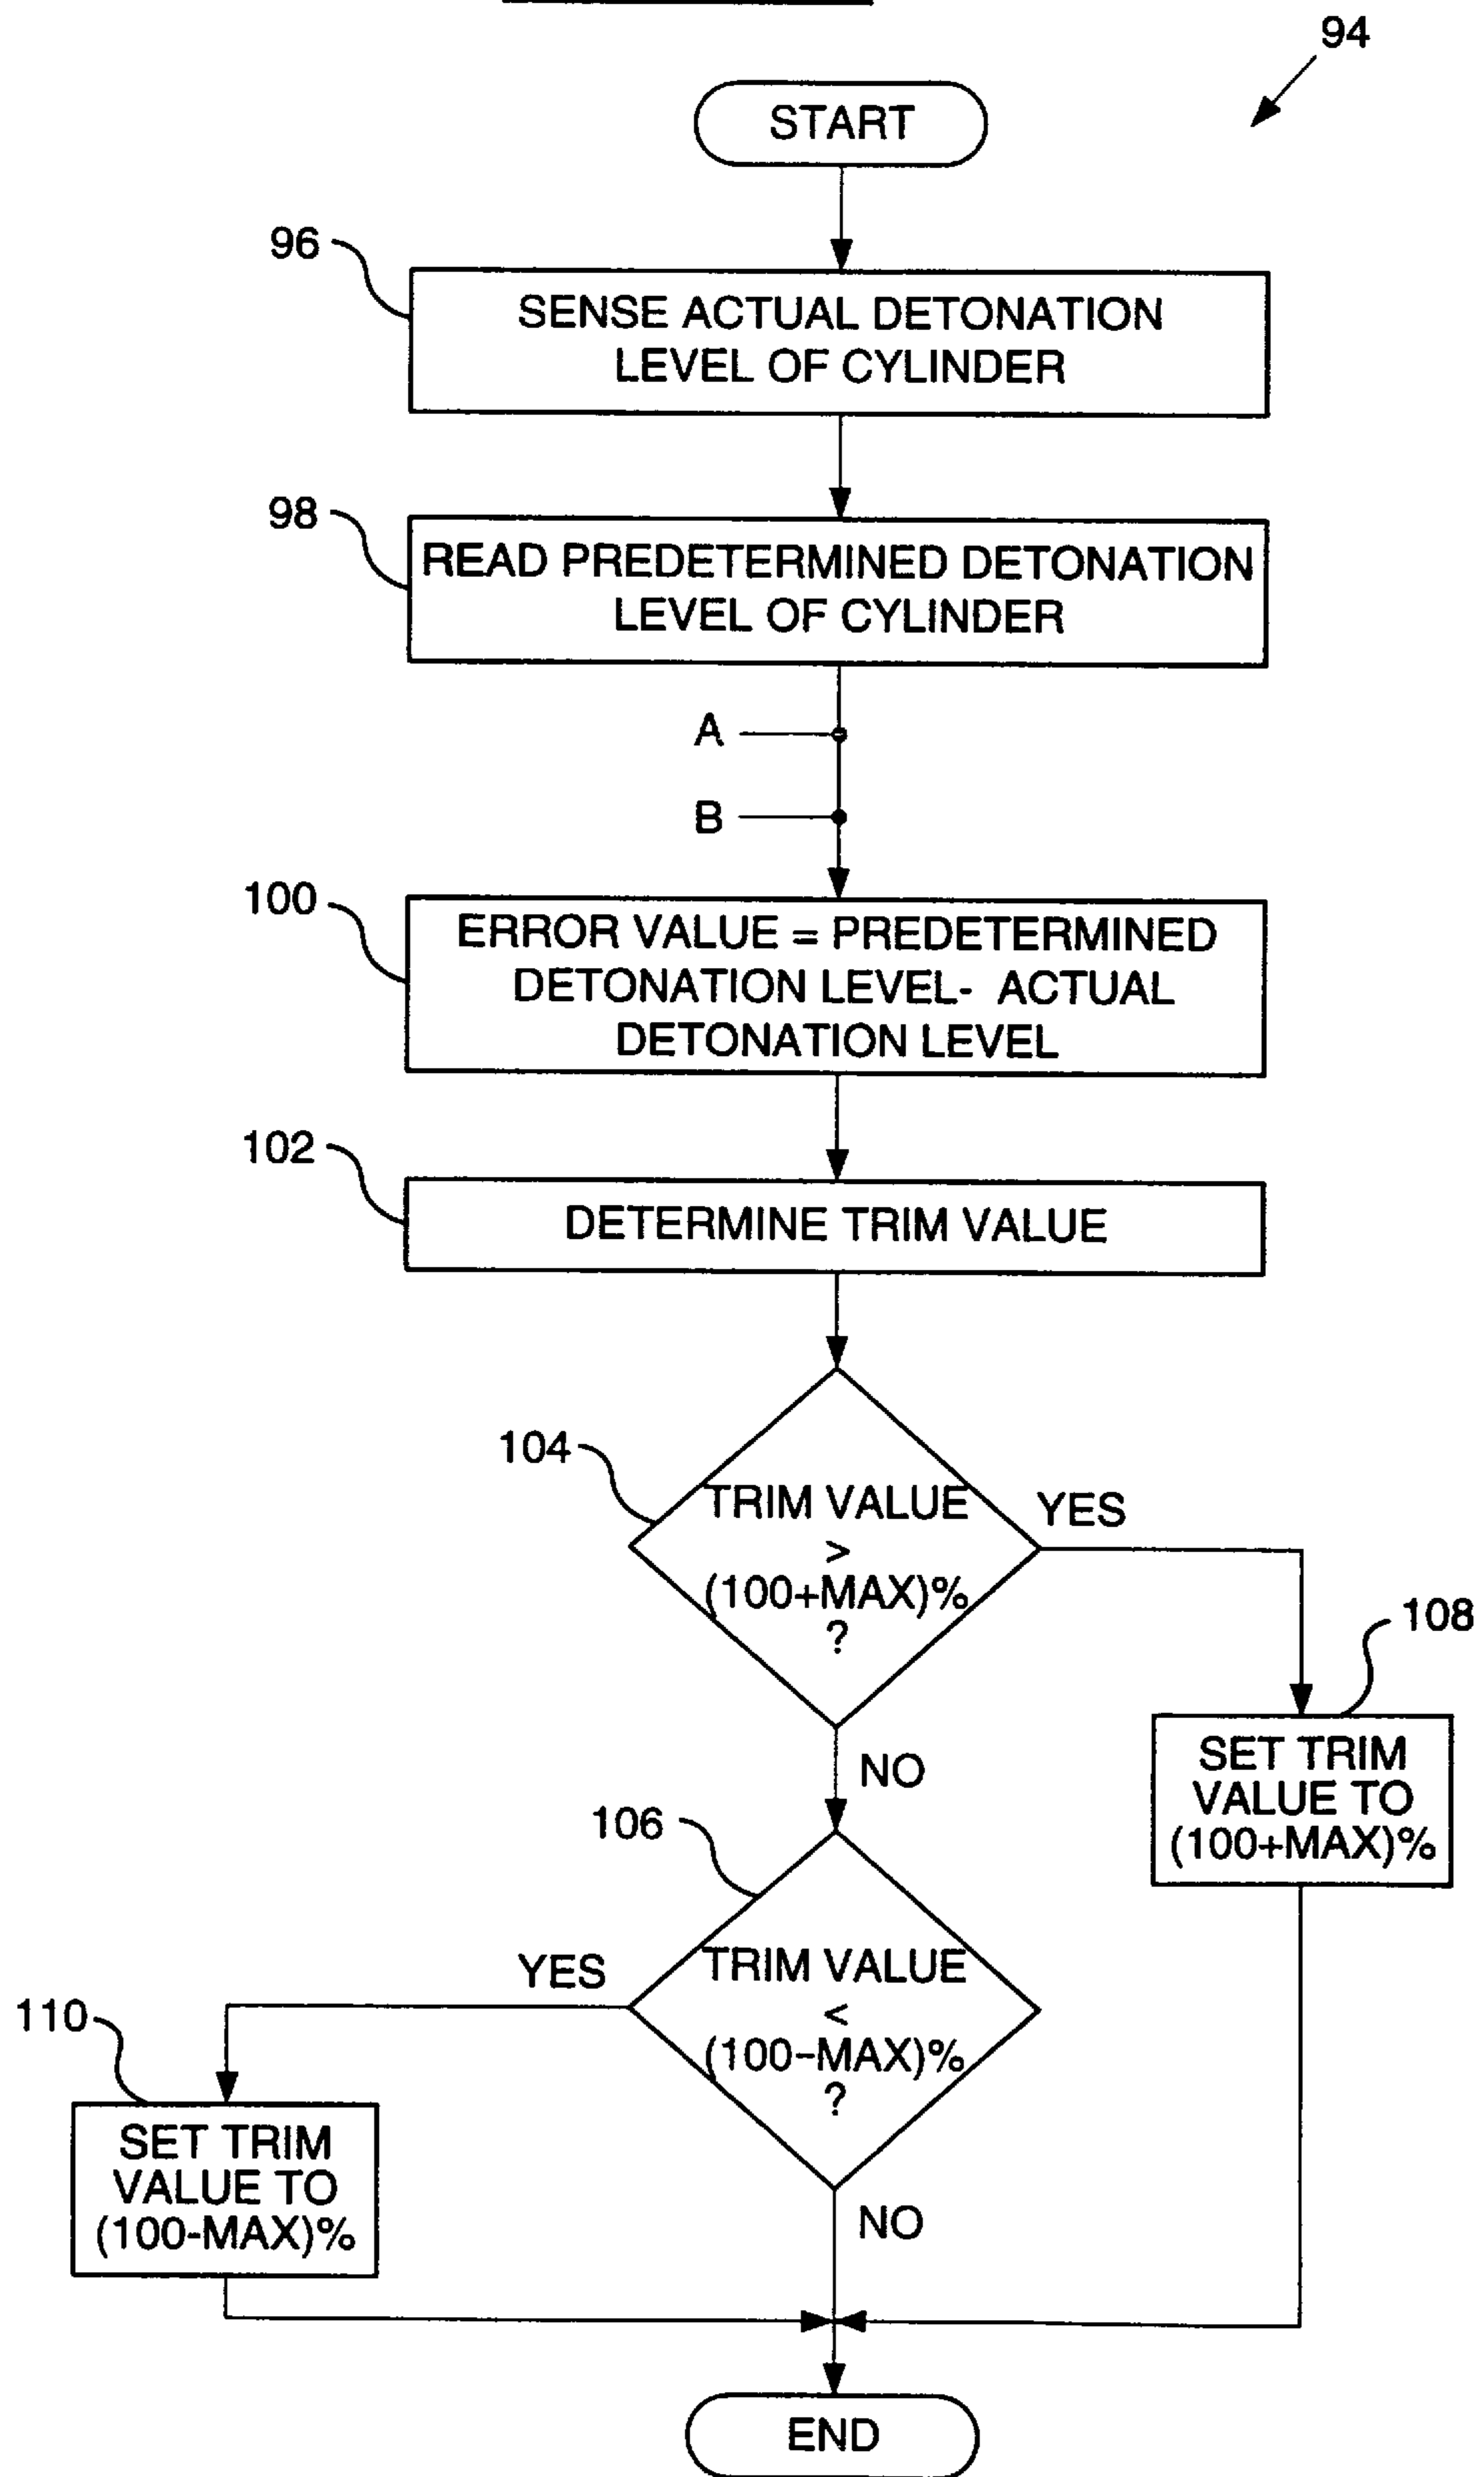 94
START
96
SENSE ACTUAL DETONATION
LEVEL OF CYLINDER
98
READ PREDETERMINED DETONATION
LEVEL OF CYLINDER
A
B
100
ERROR VALUE = PREDETERMINED
DETONATION LEVEL- ACTUAL
DETONATION LEVEL
102
DETERMINE TRIM VALUE
104
TRIM VALUE
>
(100+MAX)%
?
YES
108
SET TRIM
VALUE TO
(100+MAX)%
NO
106
TRIM VALUE
<
(100-MAX)%
?
YES
110
SET TRIM
VALUE TO
(100-MAX)%
NO
END